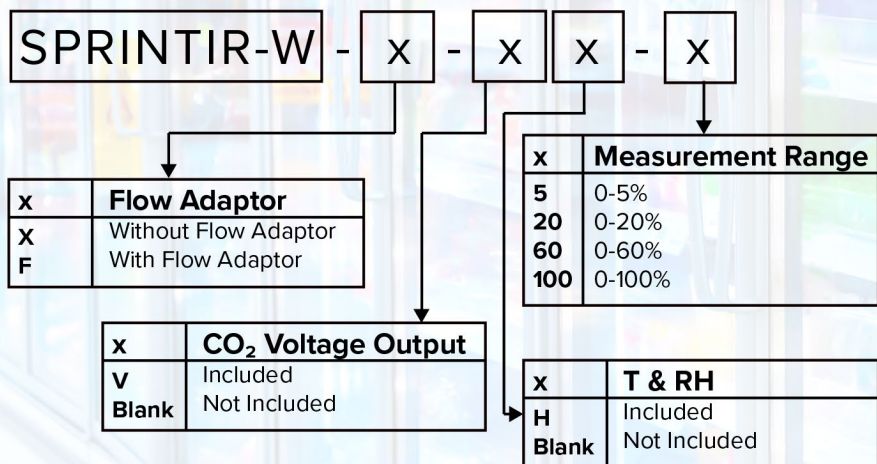 SPRINTIR-W - x - x x - x
x Flow Adaptor
X Without Flow Adaptor
F With Flow Adaptor
x CO₂ Voltage Output
V Included
Blank Not Included
x Measurement Range
5 0-5%
20 0-20%
60 0-60%
100 0-100%
x T & RH
H Included
Blank Not Included